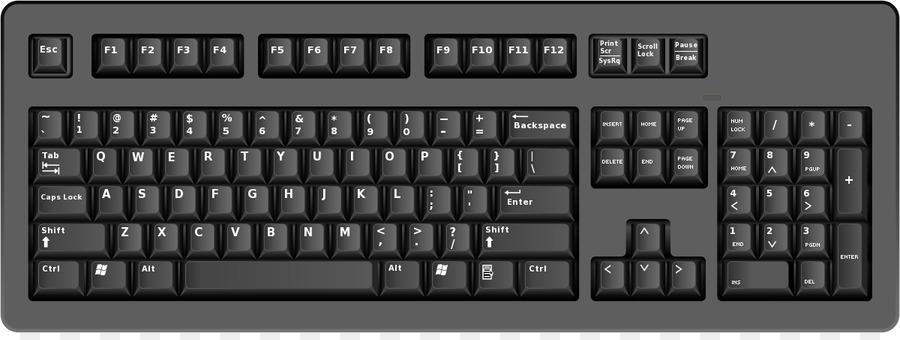 Esc F1 F2 F3 F4 F5 F6 F7 F8 F9 F10 F11 F12 Print Scr SysRq Scroll Lock Pause Break
~ ` ! 1 @ 2 # 3 $ 4 % 5 ^ 6 & 7 * 8 ( 9 ) 0 — - + = Backspace INSERT HOME PAGE UP NUM LOCK / * -
Tab Q W E R T Y U I O P { [ } ] | \ DELETE END PAGE DOWN 7 HOME 8 9 PGUP +
Caps Lock A S D F G H J K L : ; " ' Enter 4 < 5 6 >
Shift Z X C V B N M < , > . ? / Shift 1 END 2 3 PGDN ENTER
Ctrl Alt Alt Ctrl < > INS DEL